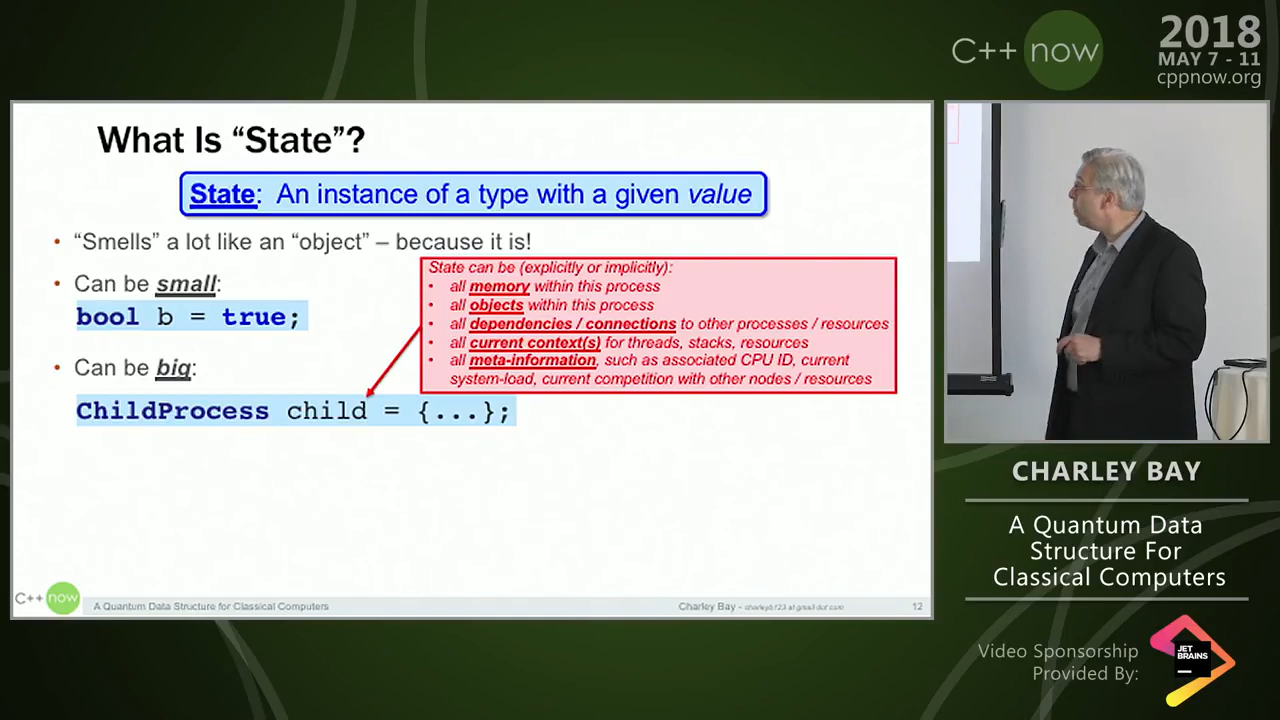 C++ now
2018
MAY 7 - 11
cppnow.org
What Is “State”?
State: An instance of a type with a given value
• “Smells” a lot like an “object” – because it is!
• Can be small:
bool b = true;
State can be (explicitly or implicitly):
• all memory within this process
• all objects within this process
• all dependencies / connections to other processes / resources
• all current context(s) for threads, stacks, resources
• all meta-information, such as associated CPU ID, current
system-load, current competition with other nodes / resources
• Can be big:
ChildProcess child = {...};
C++ now
A Quantum Data Structure for Classical Computers
Charley Bay - charleyb123 at gmail dot com
12
CHARLEY BAY
A Quantum Data
Structure For
Classical Computers
Video Sponsorship
Provided By:
JET
BRAINS